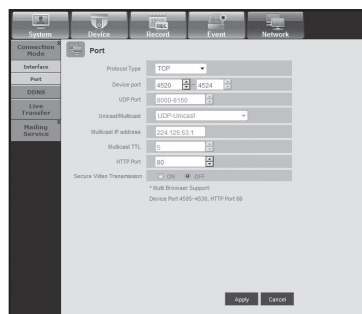 System Device Record Event Network
REC
Connection Mode
Interface
Port
DDNS
Live Transfer
Mailing Service
Port
Protocol Type TCP
Device port 4520 - 4524
UDP Port 8000-8160
Unicast/Multicast UDP-Unicast
Multicast IP address 224.126.63.1
Multicast TTL 5
HTTP Port 80
Secure Video Transmission ON OFF
* Multi Browser Support:
Device Port 4505~4530, HTTP Port 80
Apply Cancel